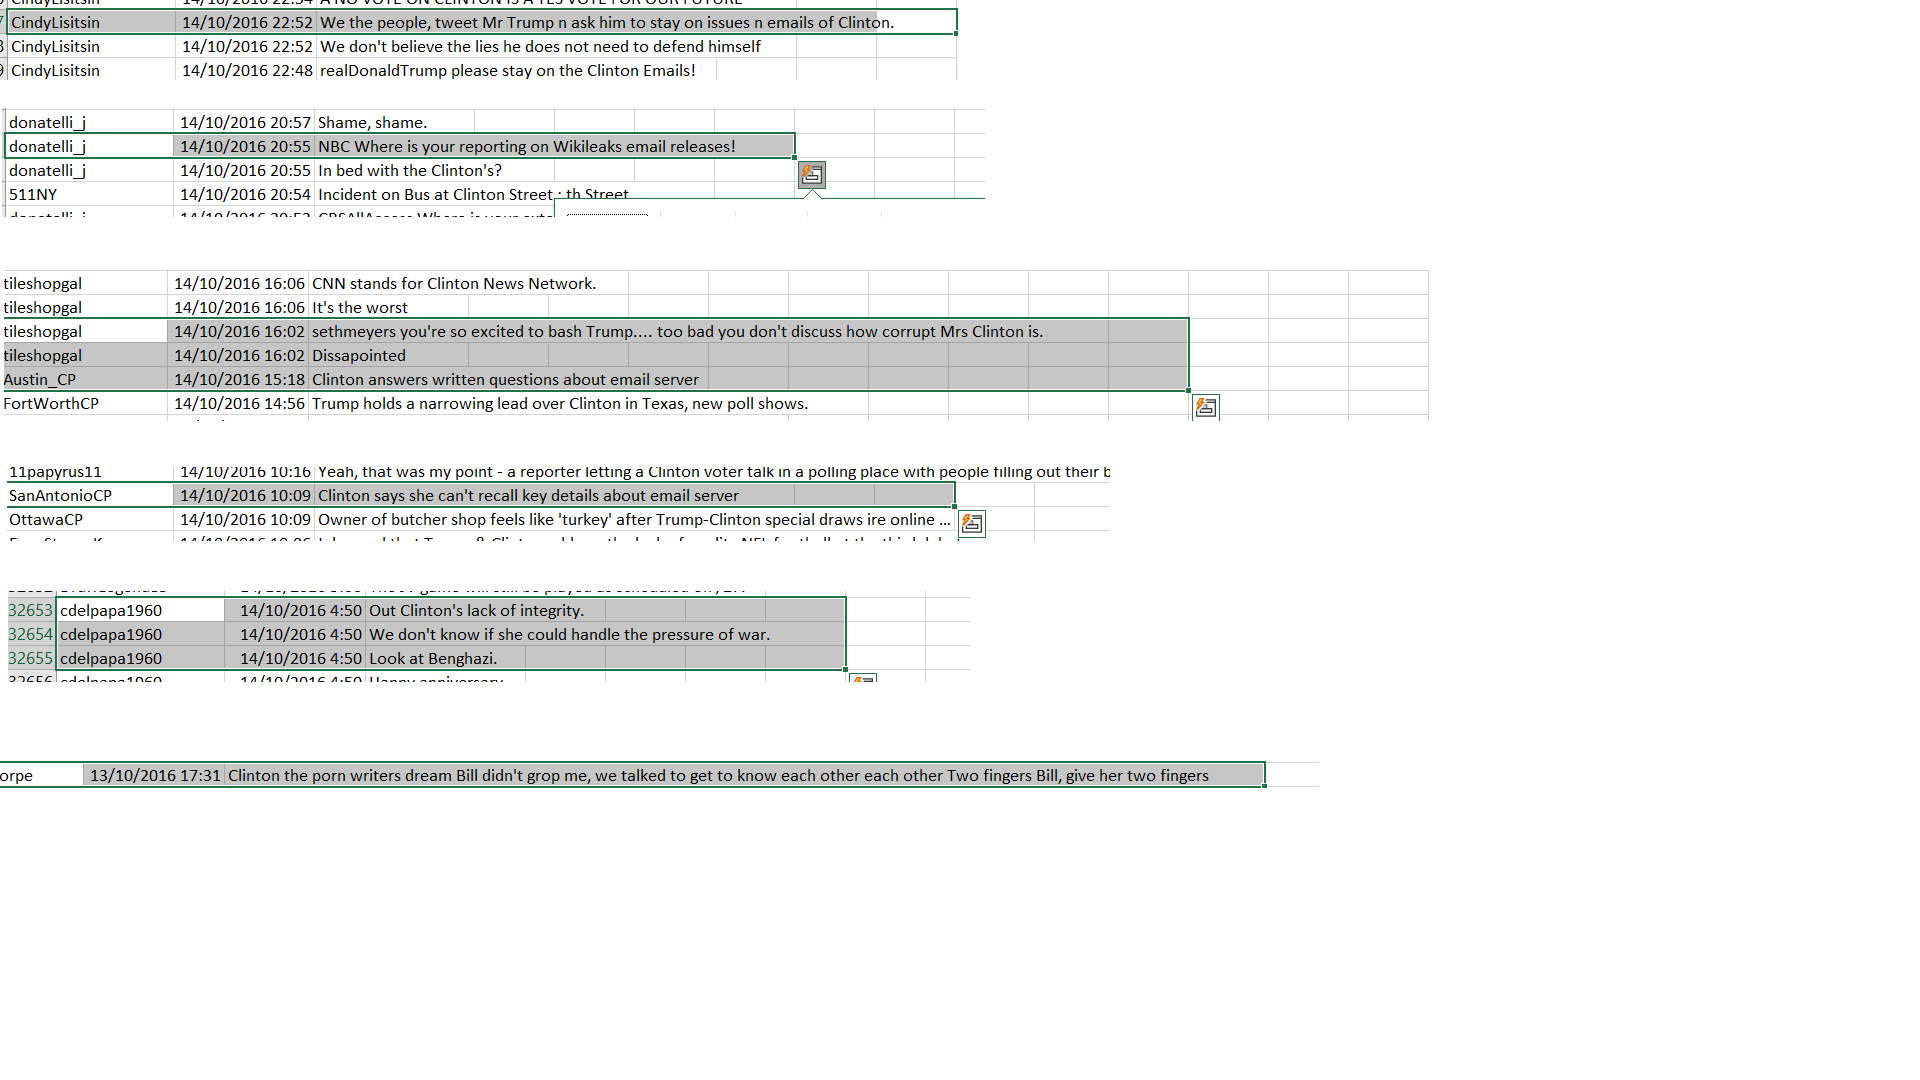 CindyLisitsin 14/10/2016 22:54 A NO VOTE ON CLINTON IS A YES VOTE FOR OUR FUTURE
7 CindyLisitsin 14/10/2016 22:52 We the people, tweet Mr Trump n ask him to stay on issues n emails of Clinton.
8 CindyLisitsin 14/10/2016 22:52 We don't believe the lies he does not need to defend himself
9 CindyLisitsin 14/10/2016 22:48 realDonaldTrump please stay on the Clinton Emails!
donatelli_j 14/10/2016 20:57 Shame, shame.
donatelli_j 14/10/2016 20:55 NBC Where is your reporting on Wikileaks email releases!
donatelli_j 14/10/2016 20:55 In bed with the Clinton's?
511NY 14/10/2016 20:54 Incident on Bus at Clinton Street : th Street
donatelli_j 14/10/2016 CBSAllAccess Where is your
tileshopgal 14/10/2016 16:06 CNN stands for Clinton News Network.
tileshopgal 14/10/2016 16:06 It's the worst
tileshopgal 14/10/2016 16:02 sethmeyers you're so excited to bash Trump.... too bad you don't discuss how corrupt Mrs Clinton is.
tileshopgal 14/10/2016 16:02 Dissapointed
Austin_CP 14/10/2016 15:18 Clinton answers written questions about email server
FortWorthCP 14/10/2016 14:56 Trump holds a narrowing lead over Clinton in Texas, new poll shows.
11papyrus11 14/10/2016 10:16 Yeah, that was my point - a reporter letting a Clinton voter talk in a polling place with people filling out their b
SanAntonioCP 14/10/2016 10:09 Clinton says she can't recall key details about email server
OttawaCP 14/10/2016 10:09 Owner of butcher shop feels like 'turkey' after Trump-Clinton special draws ire online ...
32653 cdelpapa1960 14/10/2016 4:50 Out Clinton's lack of integrity.
32654 cdelpapa1960 14/10/2016 4:50 We don't know if she could handle the pressure of war.
32655 cdelpapa1960 14/10/2016 4:50 Look at Benghazi.
32656 cdelpapa1960 14/10/2016 4:50 Happy anniversary
orpe 13/10/2016 17:31 Clinton the porn writers dream Bill didn't grop me, we talked to get to know each other each other Two fingers Bill, give her two fingers